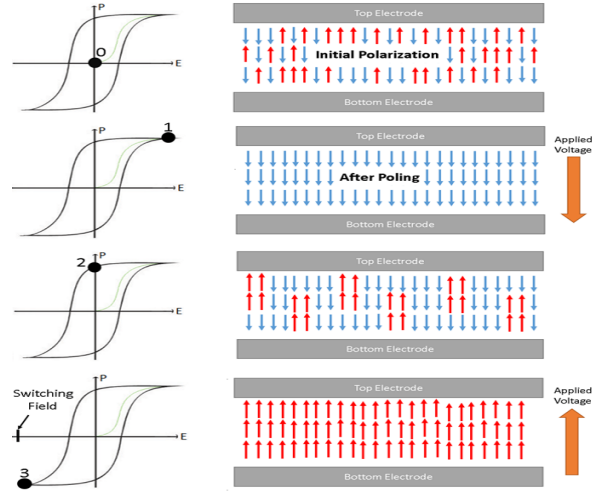 P
0
E
Top Electrode
Initial Polarization
Bottom Electrode
P
1
E
Top Electrode
After Poling
Bottom Electrode
Applied
Voltage
P
2
E
Top Electrode
Bottom Electrode
Switching
Field
P
E
3
Top Electrode
Bottom Electrode
Applied
Voltage